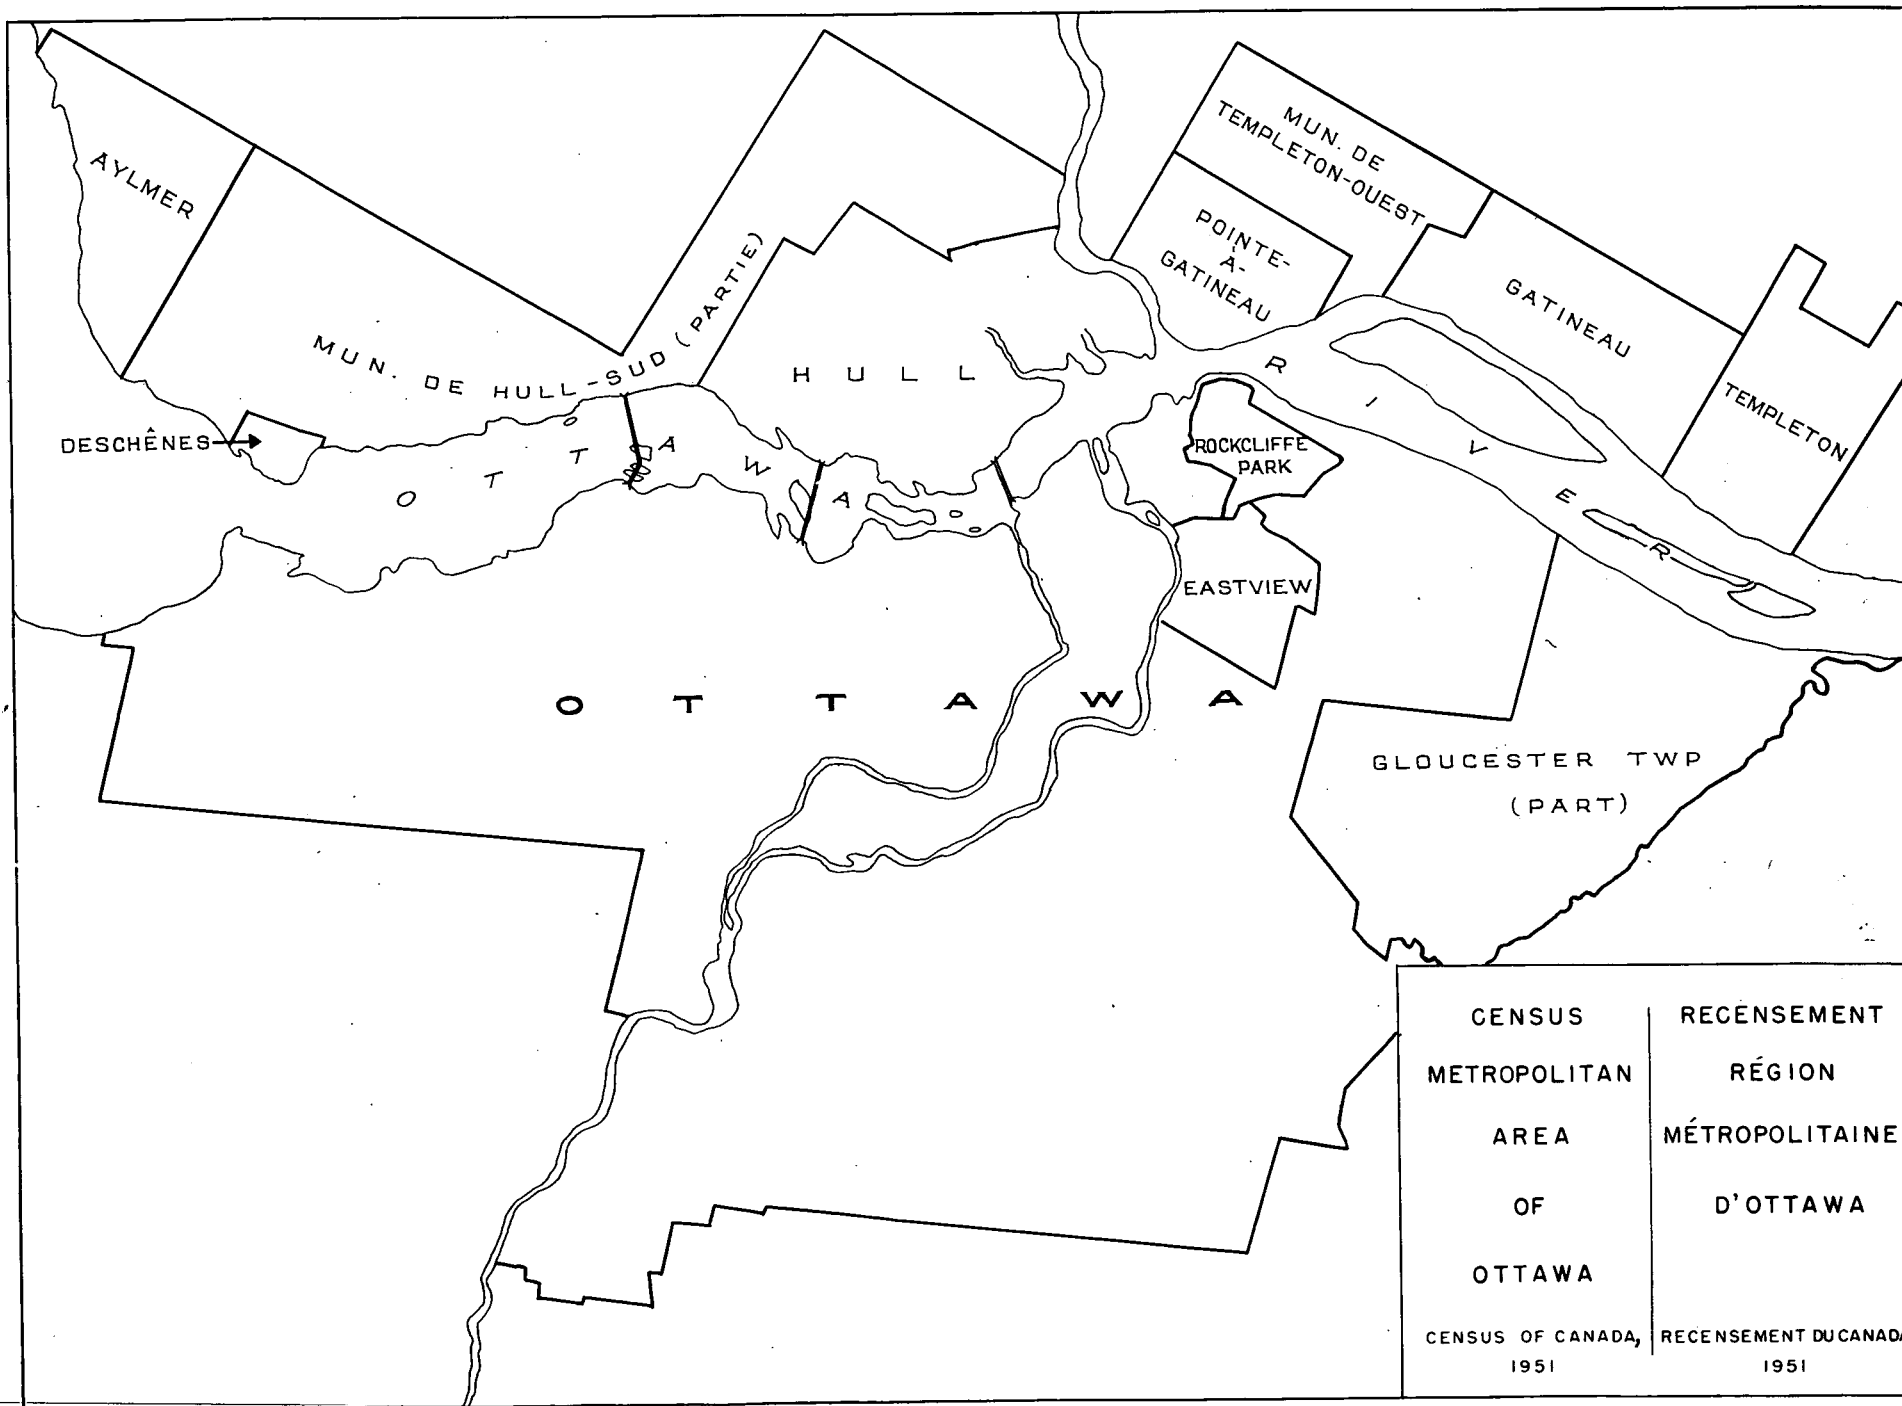 AYLMER
MUN. DE HULL-SUD (PARTIE)
DESCHÊNES
HULL
MUN. DE
TEMPLETON-OUEST
POINTE-
À-
GATINEAU
GATINEAU
TEMPLETON
OTTAWA RIVER
ROCKCLIFFE
PARK
EASTVIEW
OTTAWA
GLOUCESTER TWP
(PART)
CENSUS
METROPOLITAN
AREA
OF
OTTAWA
CENSUS OF CANADA,
1951
RECENSEMENT
RÉGION
MÉTROPOLITAINE
D'OTTAWA
RECENSEMENT DU CANADA
1951